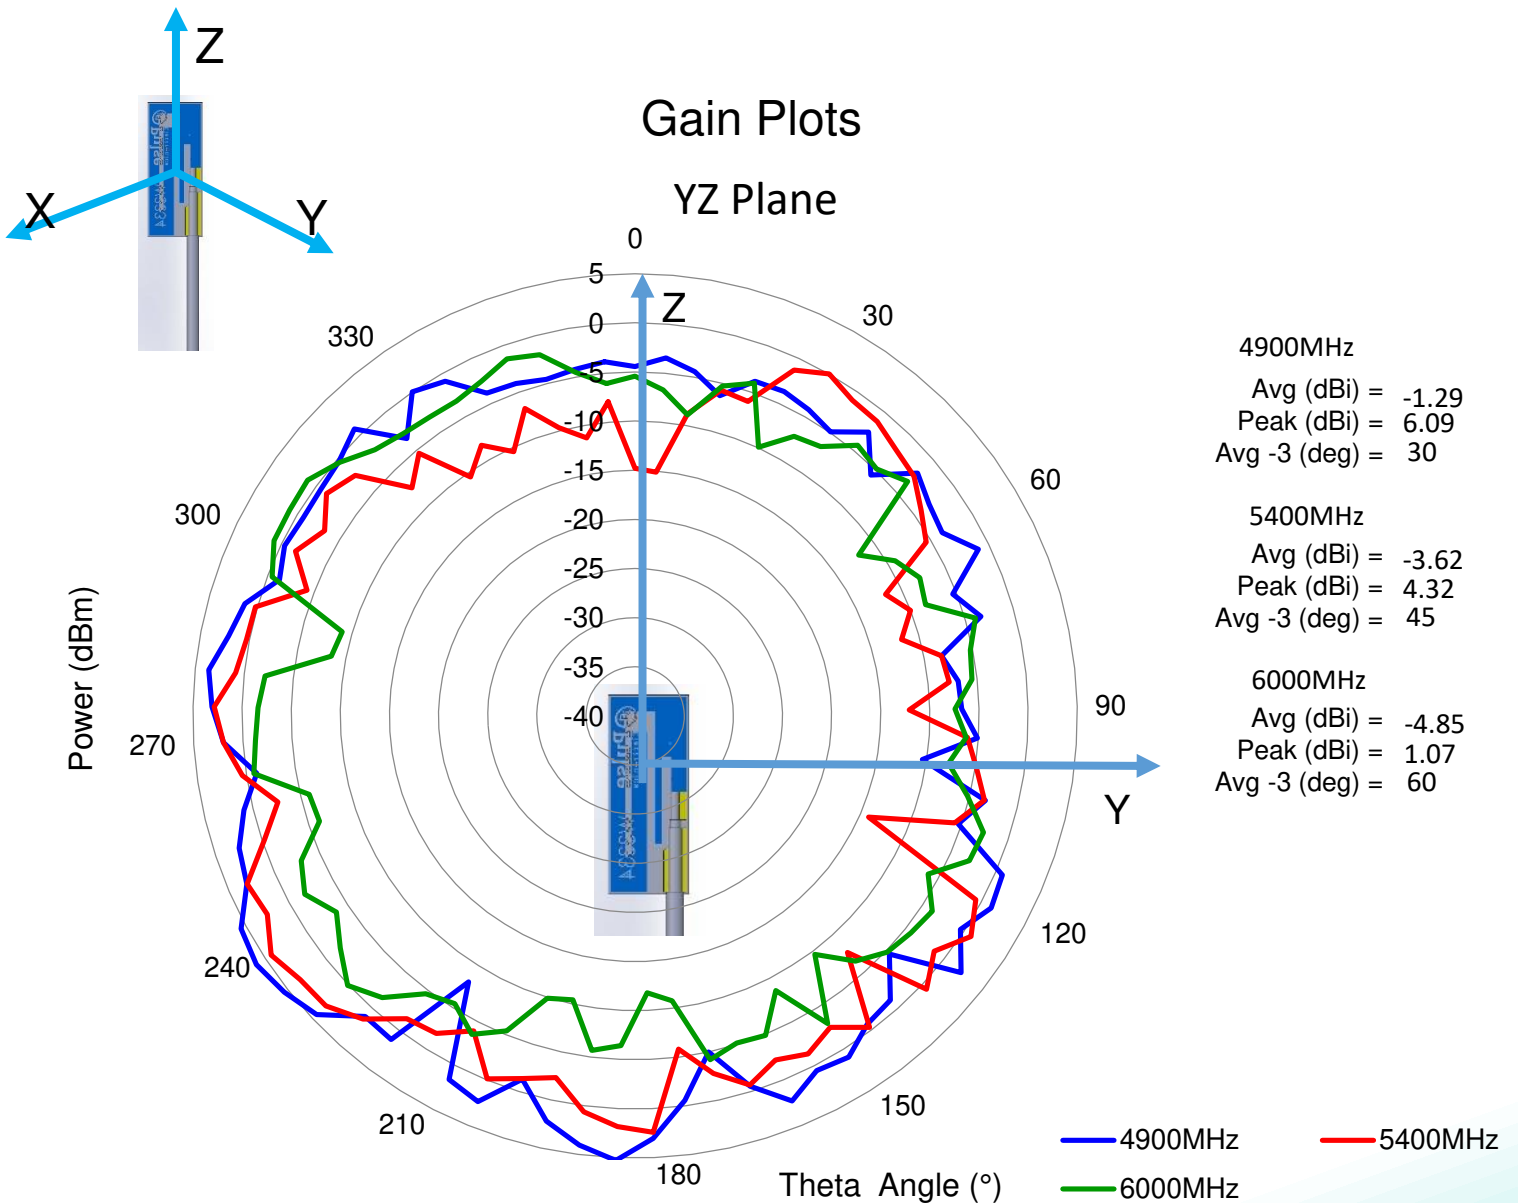 Z
X
Y
Gain Plots
YZ Plane
0
5
Z
0
30
330
-5
4900MHz
Avg (dBi) = -1.29
Peak (dBi) = 6.09
Avg -3 (deg) = 30
-10
-15
60
300
-20
5400MHz
Avg (dBi) = -3.62
Peak (dBi) = 4.32
Avg -3 (deg) = 45
-25
-30
-35
Power (dBm)
-40
90
270
6000MHz
Avg (dBi) = -4.85
Peak (dBi) = 1.07
Avg -3 (deg) = 60
Pulse
Y
120
240
150
210
180
4900MHz
5400MHz
Theta Angle (°)
6000MHz